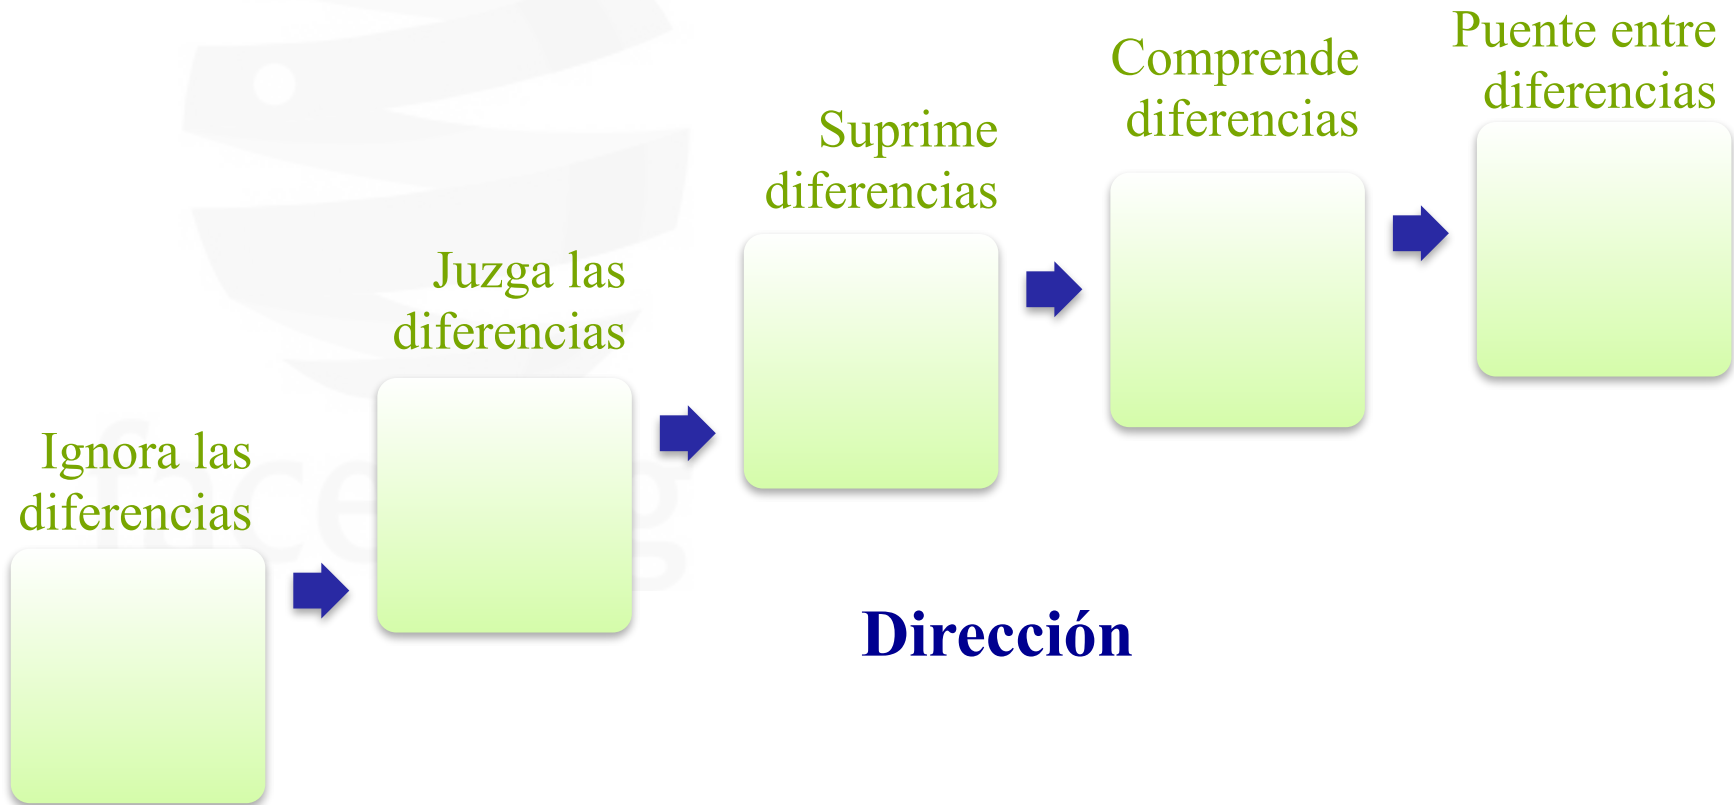 Ignora las
diferencias
Juzga las
diferencias
Suprime
diferencias
Comprende
diferencias
Puente entre
diferencias
Dirección